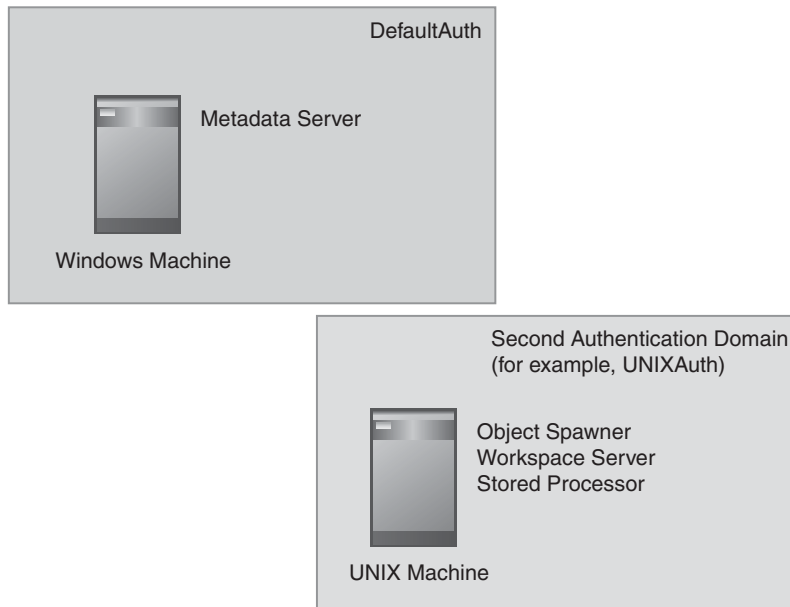 DefaultAuth
Metadata Server
Windows Machine
Second Authentication Domain
(for example, UNIXAuth)
Object Spawner
Workspace Server
Stored Processor
UNIX Machine